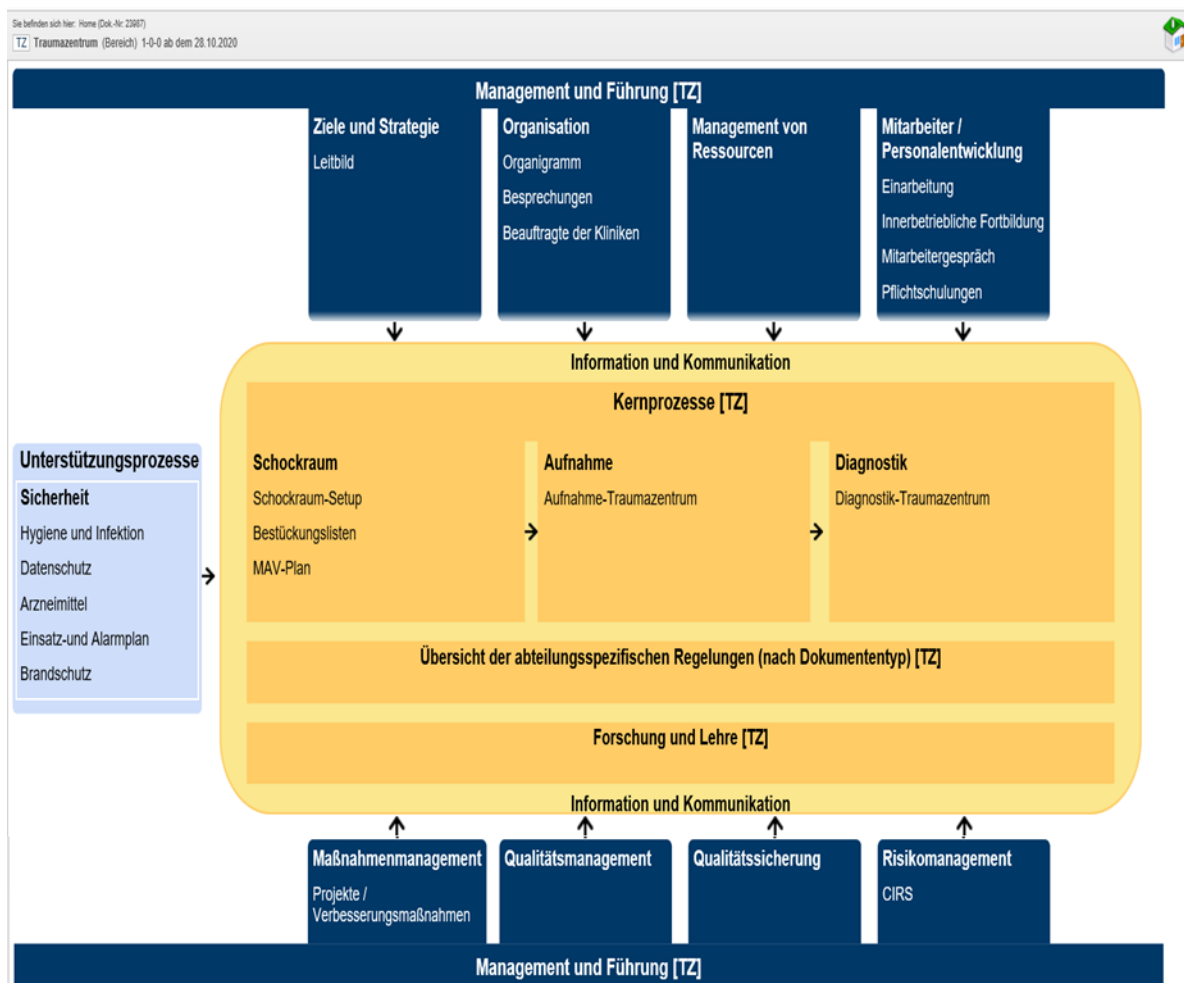 Sie befinden sich hier: Home (Dok.-Nr: 23987)
TZ Traumazentrum (Bereich) 1-0-0 ab dem 28.10.2020
Management und Führung [TZ]
Ziele und Strategie
Leitbild
Organisation
Organigramm
Besprechungen
Beauftragte der Kliniken
Management von
Ressourcen
Mitarbeiter /
Personalentwicklung
Einarbeitung
Innerbetriebliche Fortbildung
Mitarbeitergespräch
Pflichtschulungen
Information und Kommunikation
Kernprozesse [TZ]
Unterstützungsprozesse
Sicherheit
Hygiene und Infektion
Datenschutz
Arzneimittel
Einsatz-und Alarmplan
Brandschutz
Schockraum
Schockraum-Setup
Bestückungslisten
MAV-Plan
Aufnahme
Aufnahme-Traumazentrum
Diagnostik
Diagnostik-Traumazentrum
Übersicht der abteilungsspezifischen Regelungen (nach Dokumententyp) [TZ]
Forschung und Lehre [TZ]
Information und Kommunikation
Maßnahmenmanagement
Projekte /
Verbesserungsmaßnahmen
Qualitätsmanagement
Qualitätssicherung
Risikomanagement
CIRS
Management und Führung [TZ]